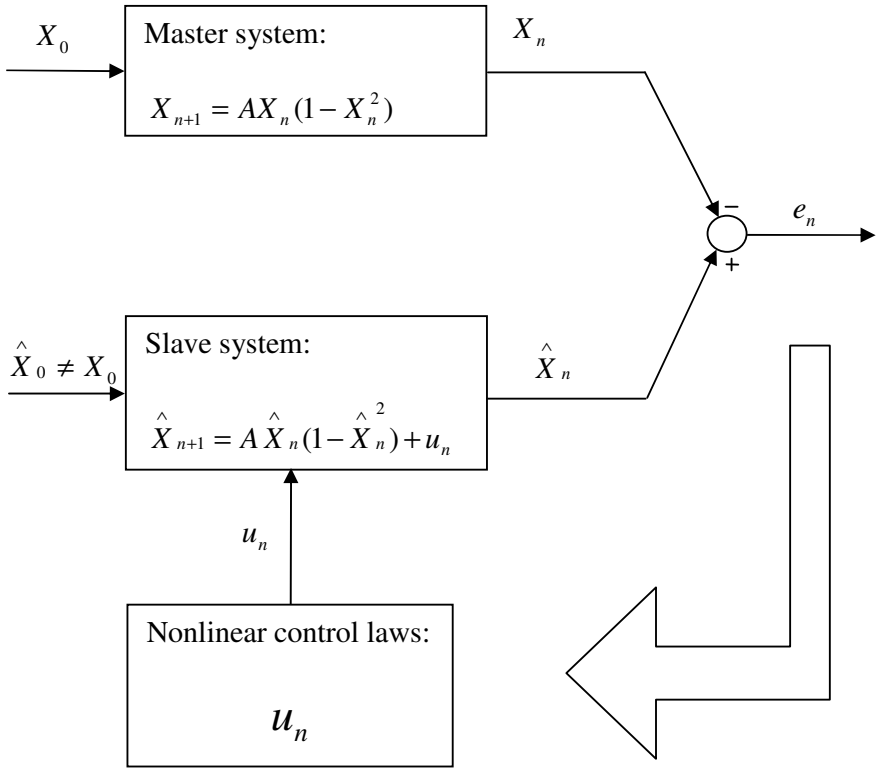 X₀
Master system:
Xₙ
Xₙ₊₁ = AXₙ(1 − Xₙ²)
−
eₙ
+
X̂₀ ≠ X₀
Slave system:
X̂ₙ
X̂ₙ₊₁ = A X̂ₙ(1 − X̂ₙ²) + uₙ
uₙ
Nonlinear control laws:
uₙ